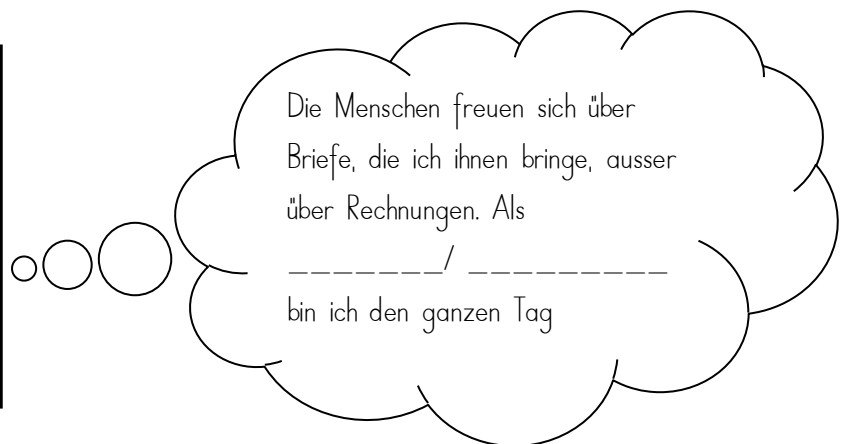 Die Menschen freuen sich über
Briefe, die ich ihnen bringe, ausser
über Rechnungen. Als
_______/ _________
bin ich den ganzen Tag